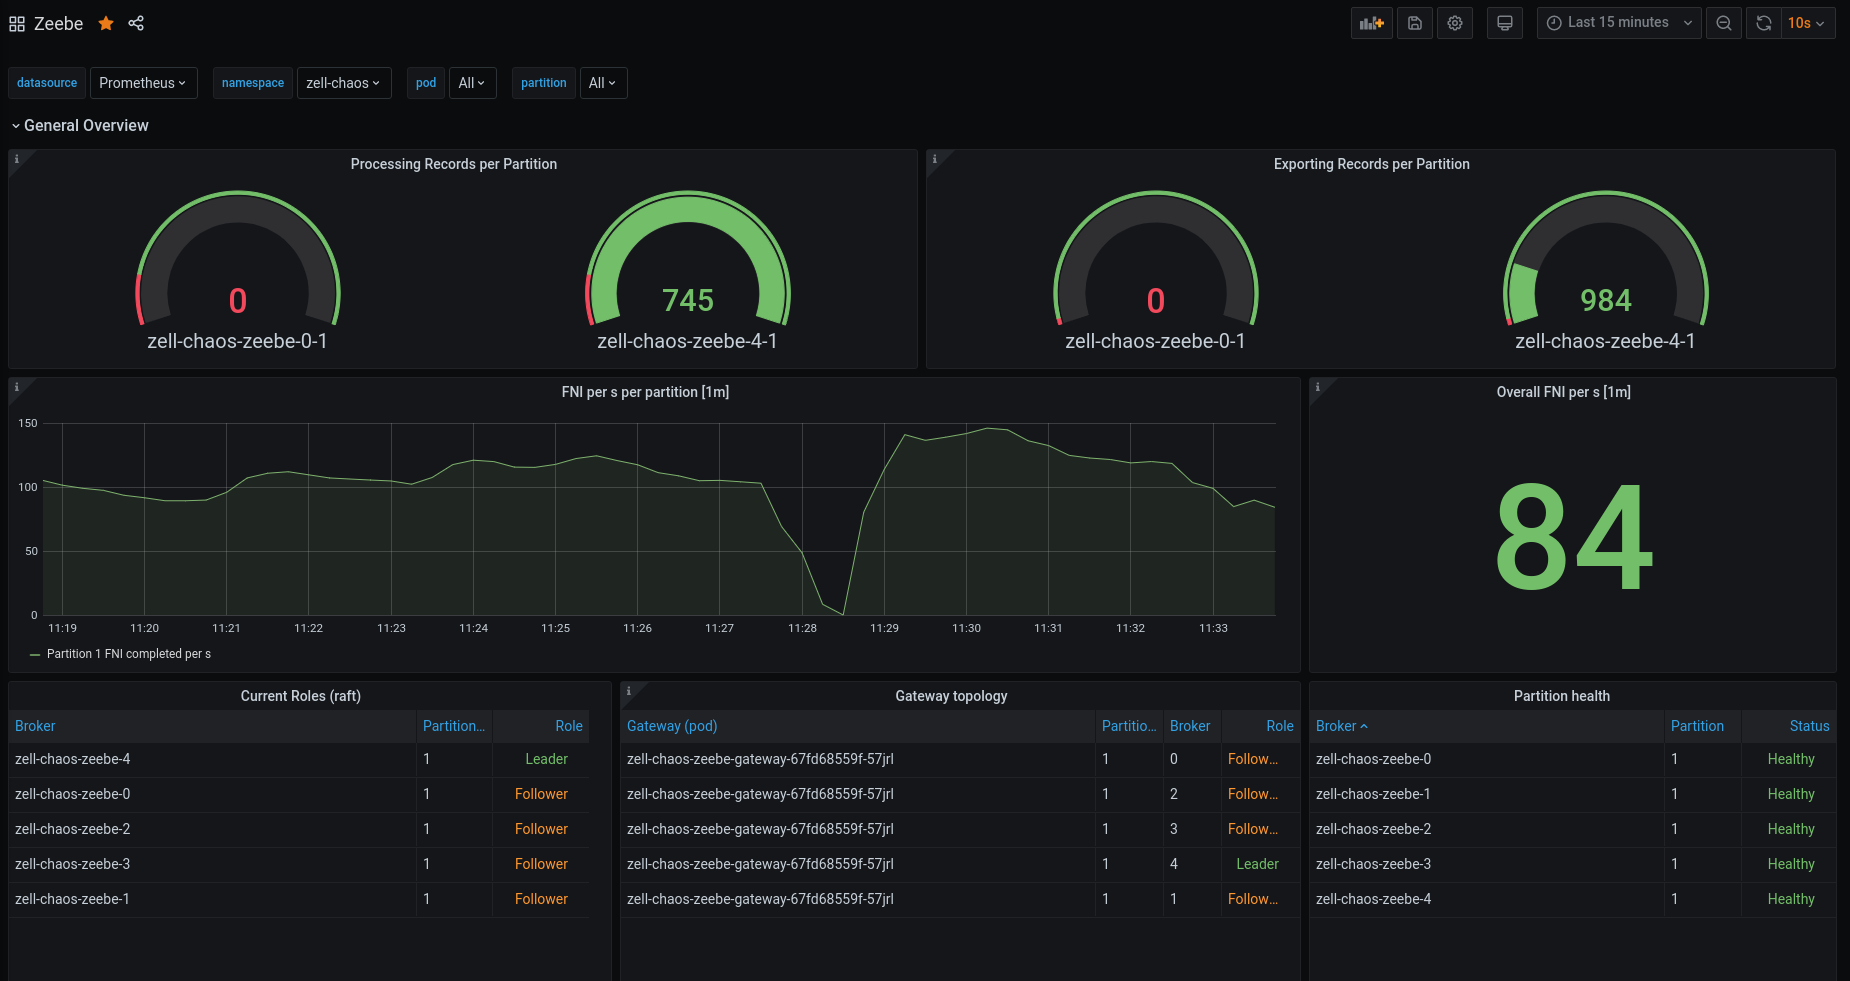 Zeebe
Last 15 minutes
10s
datasource Prometheus namespace zell-chaos pod All partition All
General Overview
Processing Records per Partition
0
zell-chaos-zeebe-0-1
745
zell-chaos-zeebe-4-1
Exporting Records per Partition
0
zell-chaos-zeebe-0-1
984
zell-chaos-zeebe-4-1
FNI per s per partition [1m]
150
100
50
0
11:19 11:20 11:21 11:22 11:23 11:24 11:25 11:26 11:27 11:28 11:29 11:30 11:31 11:32 11:33
Partition 1 FNI completed per s
Overall FNI per s [1m]
84
Current Roles (raft)
Broker Partition... Role
zell-chaos-zeebe-4 1 Leader
zell-chaos-zeebe-0 1 Follower
zell-chaos-zeebe-2 1 Follower
zell-chaos-zeebe-3 1 Follower
zell-chaos-zeebe-1 1 Follower
Gateway topology
Gateway (pod) Partitio... Broker Role
zell-chaos-zeebe-gateway-67fd68559f-57jrl 1 0 Follow...
zell-chaos-zeebe-gateway-67fd68559f-57jrl 1 2 Follow...
zell-chaos-zeebe-gateway-67fd68559f-57jrl 1 3 Follow...
zell-chaos-zeebe-gateway-67fd68559f-57jrl 1 4 Leader
zell-chaos-zeebe-gateway-67fd68559f-57jrl 1 1 Follow...
Partition health
Broker Partition Status
zell-chaos-zeebe-0 1 Healthy
zell-chaos-zeebe-1 1 Healthy
zell-chaos-zeebe-2 1 Healthy
zell-chaos-zeebe-3 1 Healthy
zell-chaos-zeebe-4 1 Healthy